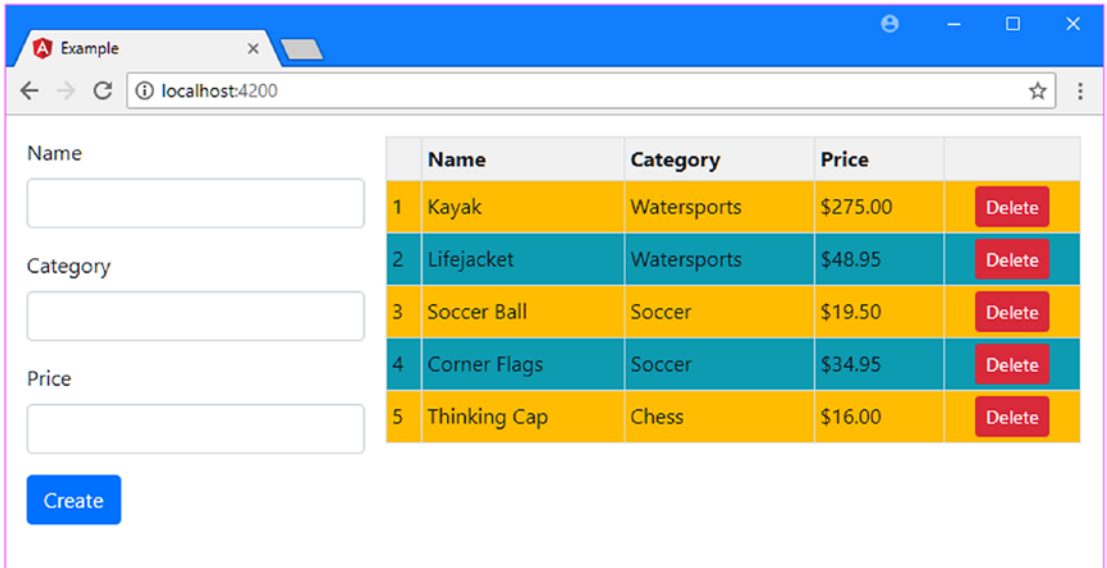 Example
localhost:4200
Name
Category
Price
Create
Name Category Price
1 Kayak Watersports $275.00 Delete
2 Lifejacket Watersports $48.95 Delete
3 Soccer Ball Soccer $19.50 Delete
4 Corner Flags Soccer $34.95 Delete
5 Thinking Cap Chess $16.00 Delete